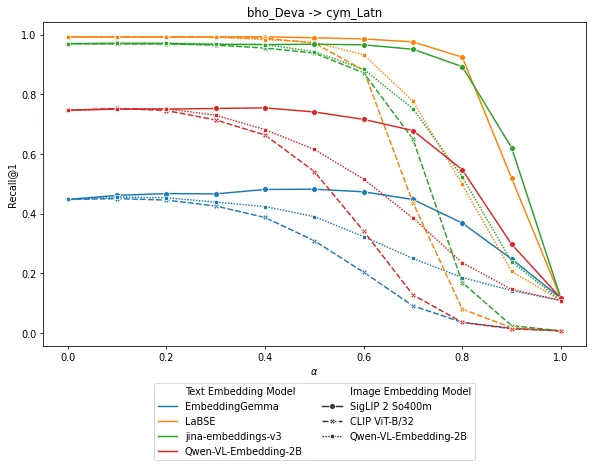 bho_Deva -> cym_Latn
Recall@1
1.0
0.8
0.6
0.4
0.2
0.0
0.0 0.2 0.4 0.6 0.8 1.0
α
Text Embedding Model Image Embedding Model
EmbeddingGemma SigLIP 2 So400m
LaBSE CLIP ViT-B/32
jina-embeddings-v3 Qwen-VL-Embedding-2B
Qwen-VL-Embedding-2B